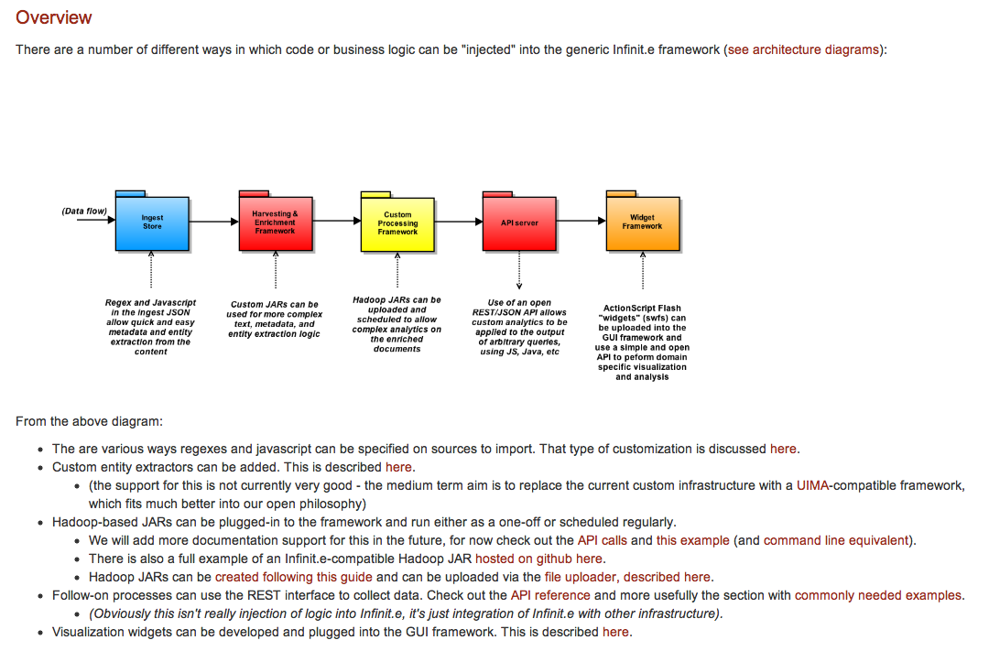 Overview
There are a number of different ways in which code or business logic can be "injected" into the generic Infinit.e framework (see architecture diagrams):
(Data flow)
Ingest
Store
Harvesting &
Enrichment
Framework
Custom
Processing
Framework
API server
Widget
Framework
Regex and Javascript
in the ingest JSON
allow quick and easy
metadata and entity
extraction from the
content
Custom JARs can be
used for more complex
text, metadata, and
entity extraction logic
Hadoop JARs can be
uploaded and
scheduled to allow
complex analytics on
the enriched
documents
Use of an open
REST/JSON API allows
custom analytics to be
applied to the output
of arbitrary queries,
using JS, Java, etc
ActionScript Flash
"widgets" (swfs) can
be uploaded into the
GUI framework and
use a simple and open
API to peform domain
specific visualization
and analysis
From the above diagram:
• The are various ways regexes and javascript can be specified on sources to import. That type of customization is discussed here.
• Custom entity extractors can be added. This is described here.
• (the support for this is not currently very good - the medium term aim is to replace the current custom infrastructure with a UIMA-compatible framework,
which fits much better into our open philosophy)
• Hadoop-based JARs can be plugged-in to the framework and run either as a one-off or scheduled regularly.
• We will add more documentation support for this in the future, for now check out the API calls and this example (and command line equivalent).
• There is also a full example of an Infinit.e-compatible Hadoop JAR hosted on github here.
• Hadoop JARs can be created following this guide and can be uploaded via the file uploader, described here.
• Follow-on processes can use the REST interface to collect data. Check out the API reference and more usefully the section with commonly needed examples.
• (Obviously this isn't really injection of logic into Infinit.e, it's just integration of Infinit.e with other infrastructure).
• Visualization widgets can be developed and plugged into the GUI framework. This is described here.